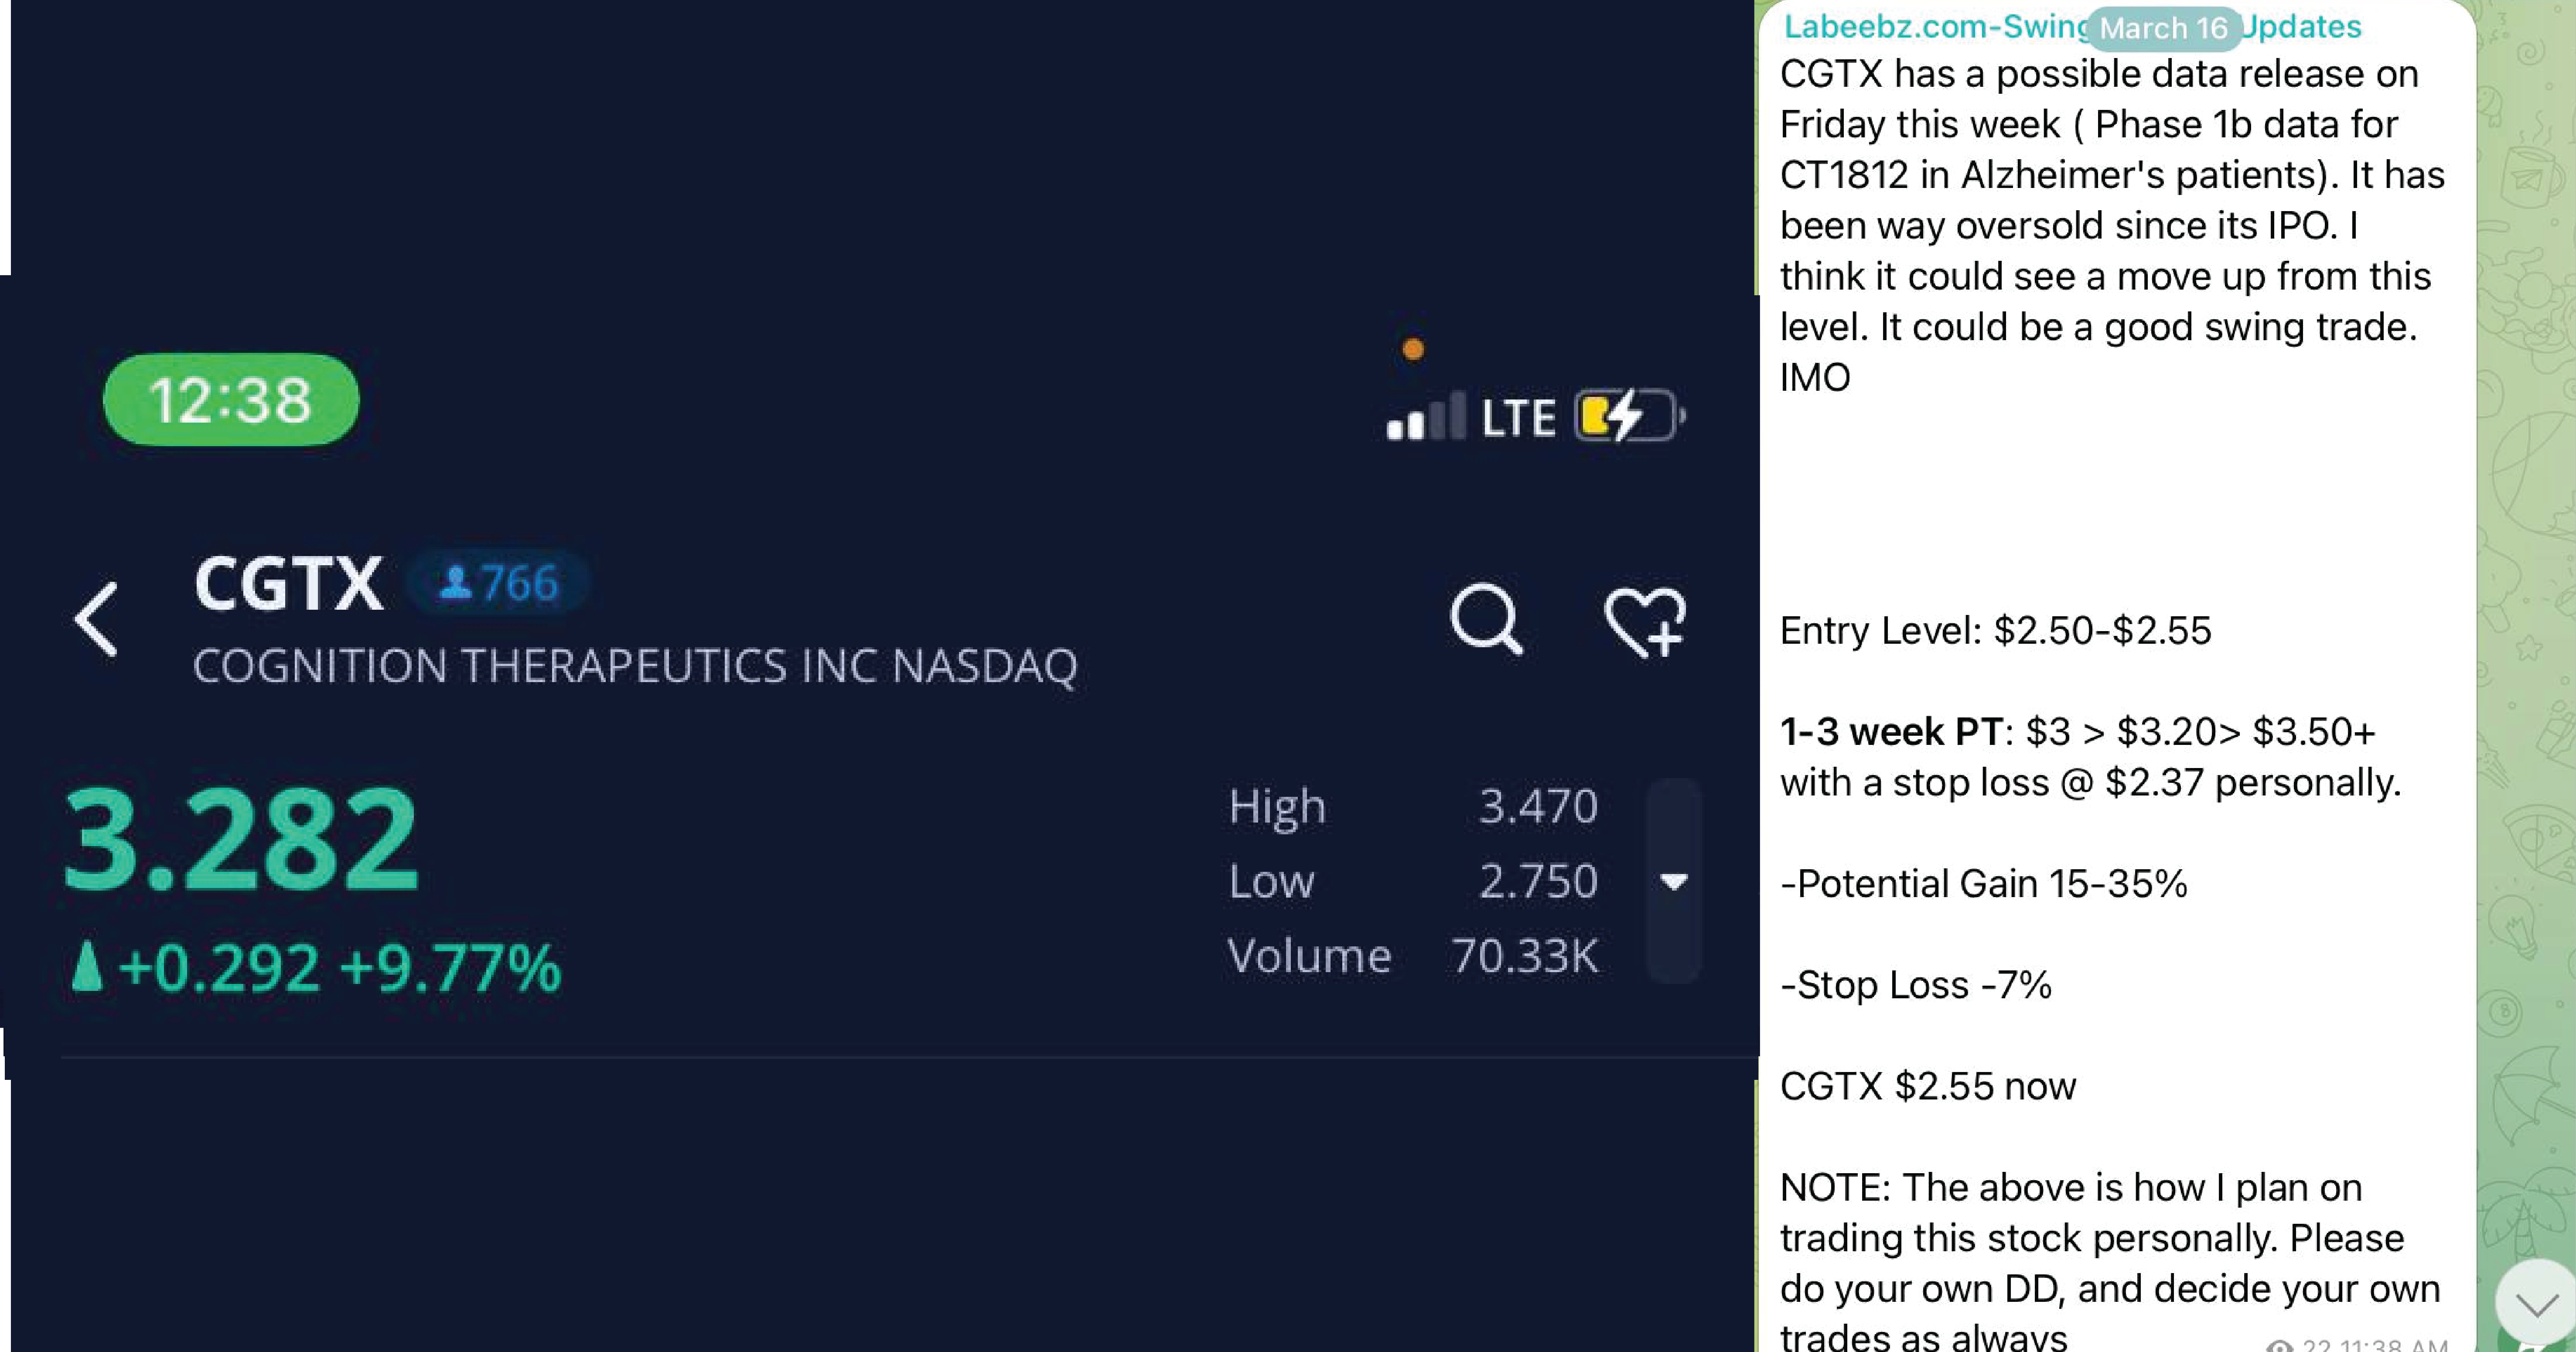 12:38
LTE
CGTX 766
COGNITION THERAPEUTICS INC NASDAQ
3.282
+0.292 +9.77%
High 3.470
Low 2.750
Volume 70.33K
Labeebz.com-Swing March 16 Updates
CGTX has a possible data release on
Friday this week ( Phase 1b data for
CT1812 in Alzheimer's patients). It has
been way oversold since its IPO. I
think it could see a move up from this
level. It could be a good swing trade.
IMO
Entry Level: $2.50-$2.55
1-3 week PT: $3 > $3.20> $3.50+
with a stop loss @ $2.37 personally.
-Potential Gain 15-35%
-Stop Loss -7%
CGTX $2.55 now
NOTE: The above is how I plan on
trading this stock personally. Please
do your own DD, and decide your own
trades as always
22 11:38 AM